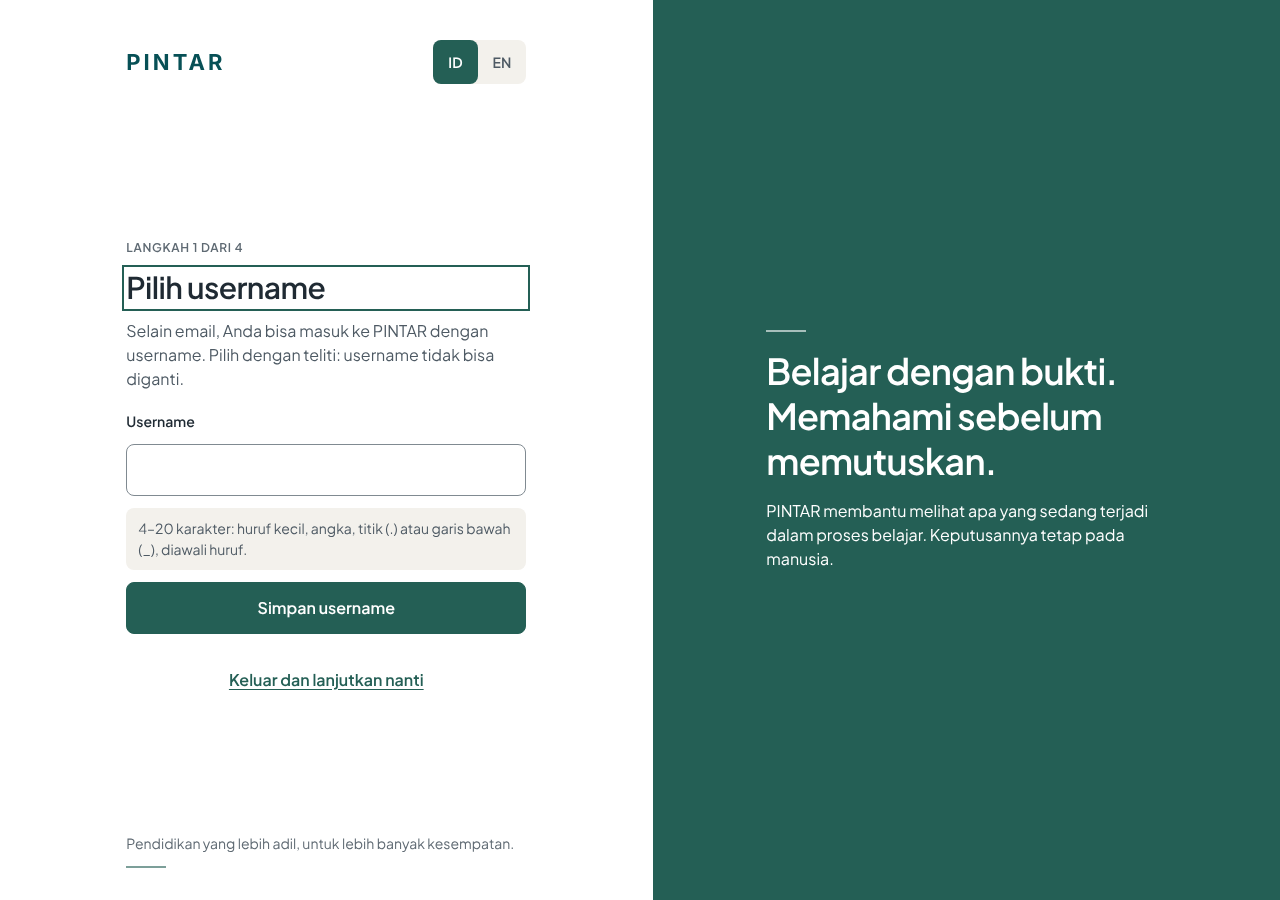 PINTAR
ID
EN
LANGKAH 1 DARI 4
Pilih username
Selain email, Anda bisa masuk ke PINTAR dengan
username. Pilih dengan teliti: username tidak bisa
diganti.
Username
4–20 karakter: huruf kecil, angka, titik (.) atau garis bawah
(_), diawali huruf.
Simpan username
Keluar dan lanjutkan nanti
Pendidikan yang lebih adil, untuk lebih banyak kesempatan.
Belajar dengan bukti.
Memahami sebelum
memutuskan.
PINTAR membantu melihat apa yang sedang terjadi
dalam proses belajar. Keputusannya tetap pada
manusia.